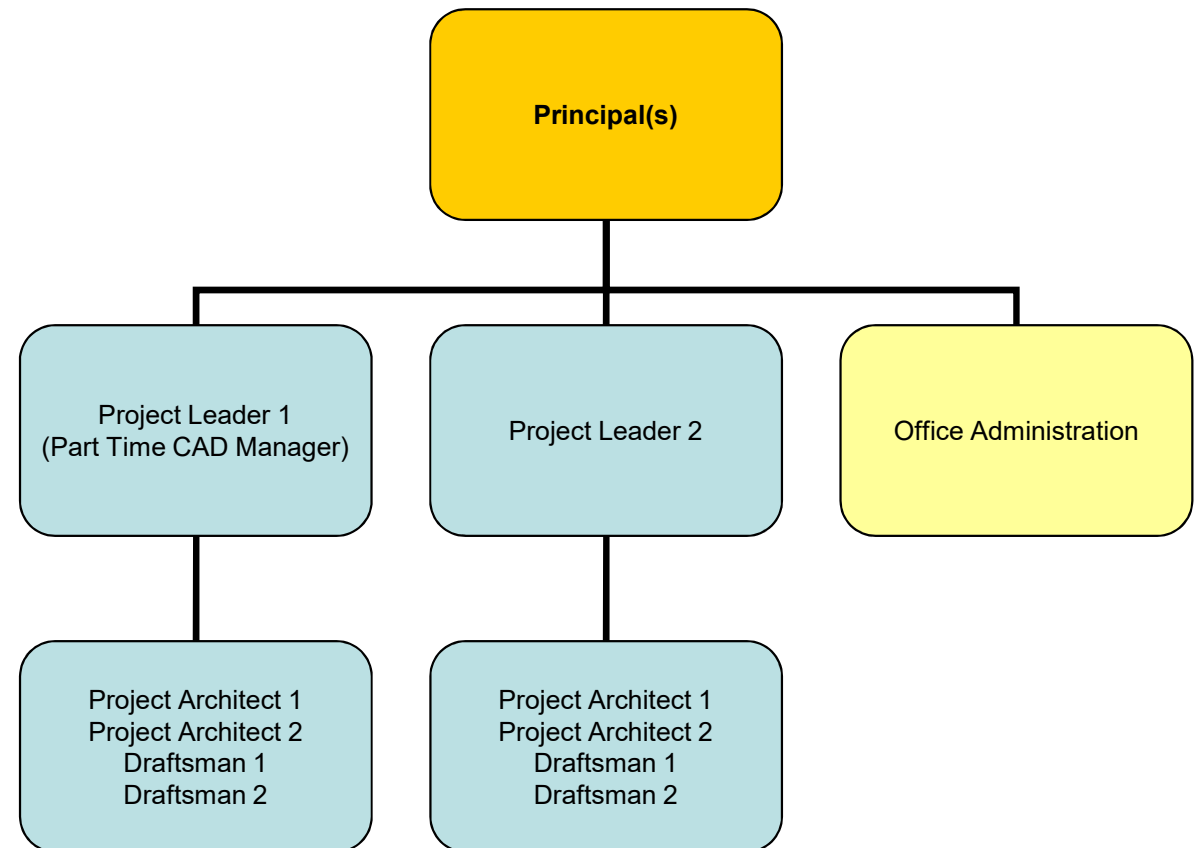 Principal(s)
Project Leader 1
(Part Time CAD Manager)
Project Leader 2
Office Administration
Project Architect 1
Project Architect 2
Draftsman 1
Draftsman 2
Project Architect 1
Project Architect 2
Draftsman 1
Draftsman 2